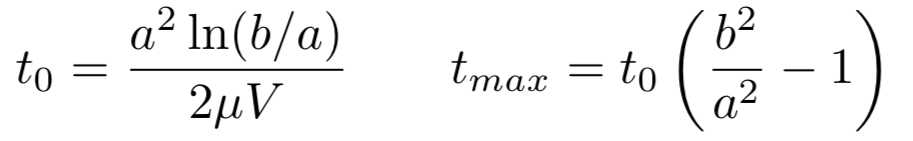 t_0 = \frac{a^2 \ln(b/a)}{2\mu V} \qquad t_{max} = t_0 \left( \frac{b^2}{a^2} - 1 \right)